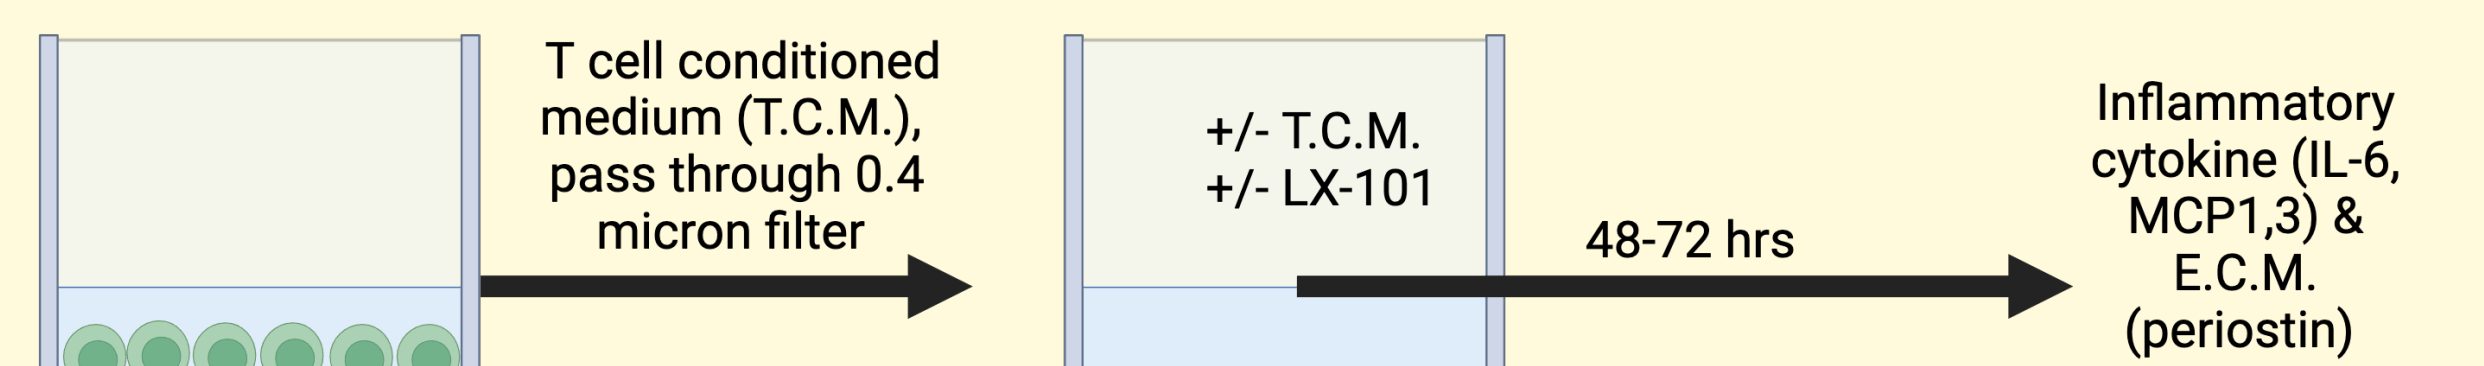 T cell conditioned
medium (T.C.M.),
pass through 0.4
micron filter
+/- T.C.M.
+/- LX-101
48-72 hrs
Inflammatory
cytokine (IL-6,
MCP1,3) &
E.C.M.
(periostin)